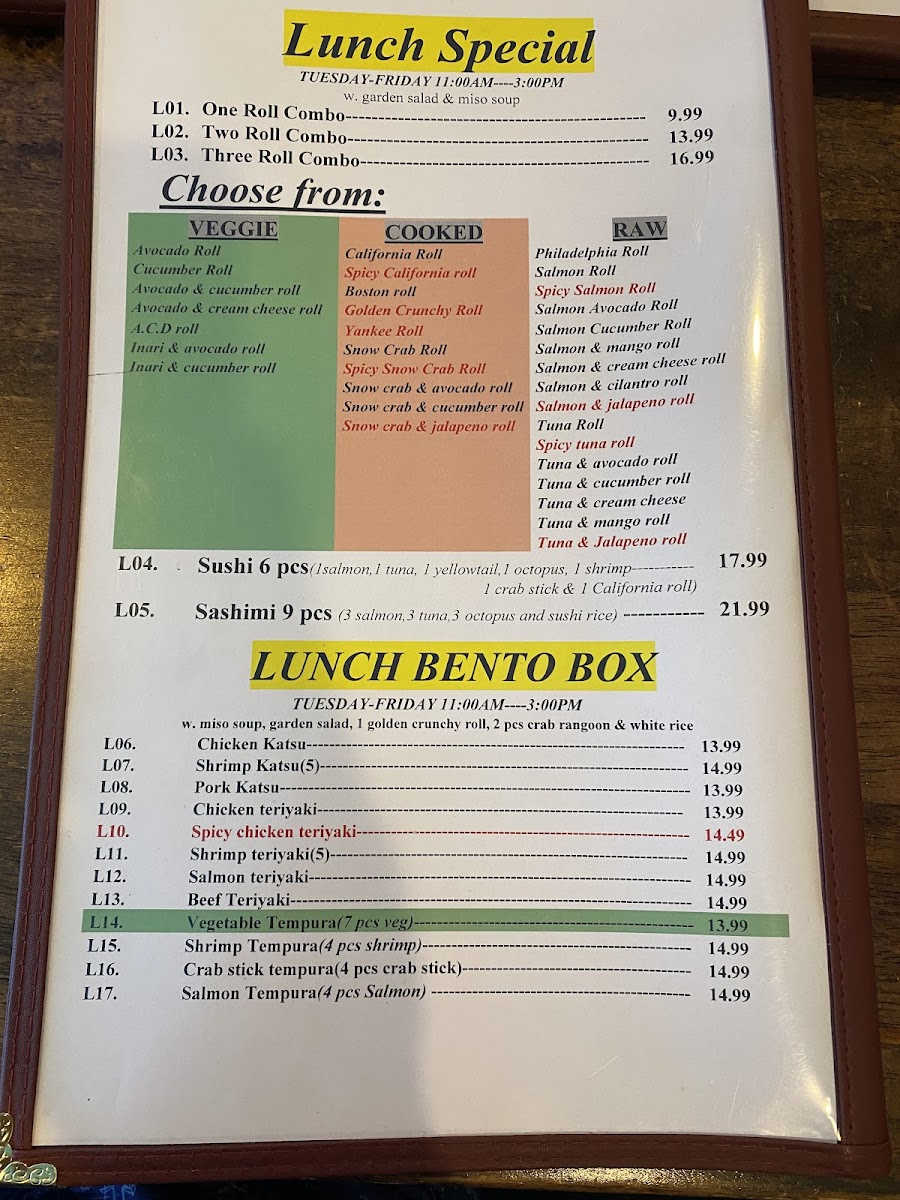 Lunch Special
TUESDAY-FRIDAY 11:00AM----3:00PM
w. garden salad & miso soup
L01. One Roll Combo---------------------------------------------- 9.99
L02. Two Roll Combo---------------------------------------------- 13.99
L03. Three Roll Combo-------------------------------------------- 16.99
Choose from:
VEGGIE
Avocado Roll
Cucumber Roll
Avocado & cucumber roll
Avocado & cream cheese roll
A.C.D roll
Inari & avocado roll
Inari & cucumber roll
COOKED
California Roll
Spicy California roll
Boston roll
Golden Crunchy Roll
Yankee Roll
Snow Crab Roll
Spicy Snow Crab Roll
Snow crab & avocado roll
Snow crab & cucumber roll
Snow crab & jalapeno roll
RAW
Philadelphia Roll
Salmon Roll
Spicy Salmon Roll
Salmon Avocado Roll
Salmon Cucumber Roll
Salmon & mango roll
Salmon & cream cheese roll
Salmon & cilantro roll
Salmon & jalapeno roll
Tuna Roll
Spicy tuna roll
Tuna & avocado roll
Tuna & cucumber roll
Tuna & cream cheese
Tuna & mango roll
Tuna & Jalapeno roll
L04. Sushi 6 pcs(1salmon,1 tuna, 1 yellowtail,1 octopus, 1 shrimp----------- 17.99
1 crab stick & 1 California roll)
L05. Sashimi 9 pcs (3 salmon,3 tuna,3 octopus and sushi rice) ------------ 21.99
LUNCH BENTO BOX
TUESDAY-FRIDAY 11:00AM----3:00PM
w. miso soup, garden salad, 1 golden crunchy roll, 2 pcs crab rangoon & white rice
L06. Chicken Katsu---------------------------------------------------------------- 13.99
L07. Shrimp Katsu(5)-------------------------------------------------------------- 14.99
L08. Pork Katsu-------------------------------------------------------------------- 13.99
L09. Chicken teriyaki-------------------------------------------------------------- 13.99
L10. Spicy chicken teriyaki-------------------------------------------------------- 14.49
L11. Shrimp teriyaki(5)------------------------------------------------------------ 14.99
L12. Salmon teriyaki---------------------------------------------------------------- 14.99
L13. Beef Teriyaki------------------------------------------------------------------ 14.99
L14. Vegetable Tempura(7 pcs veg)----------------------------------------------- 13.99
L15. Shrimp Tempura(4 pcs shrimp)--------------------------------------------- 14.99
L16. Crab stick tempura(4 pcs crab stick)--------------------------------------- 14.99
L17. Salmon Tempura(4 pcs Salmon) -------------------------------------------- 14.99